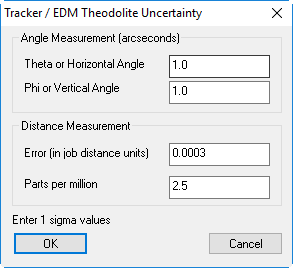 Tracker / EDM Theodolite Uncertainty
Angle Measurement (arcseconds)
Theta or Horizontal Angle 1.0
Phi or Vertical Angle 1.0
Distance Measurement
Error (in job distance units) 0.0003
Parts per million 2.5
Enter 1 sigma values
OK Cancel